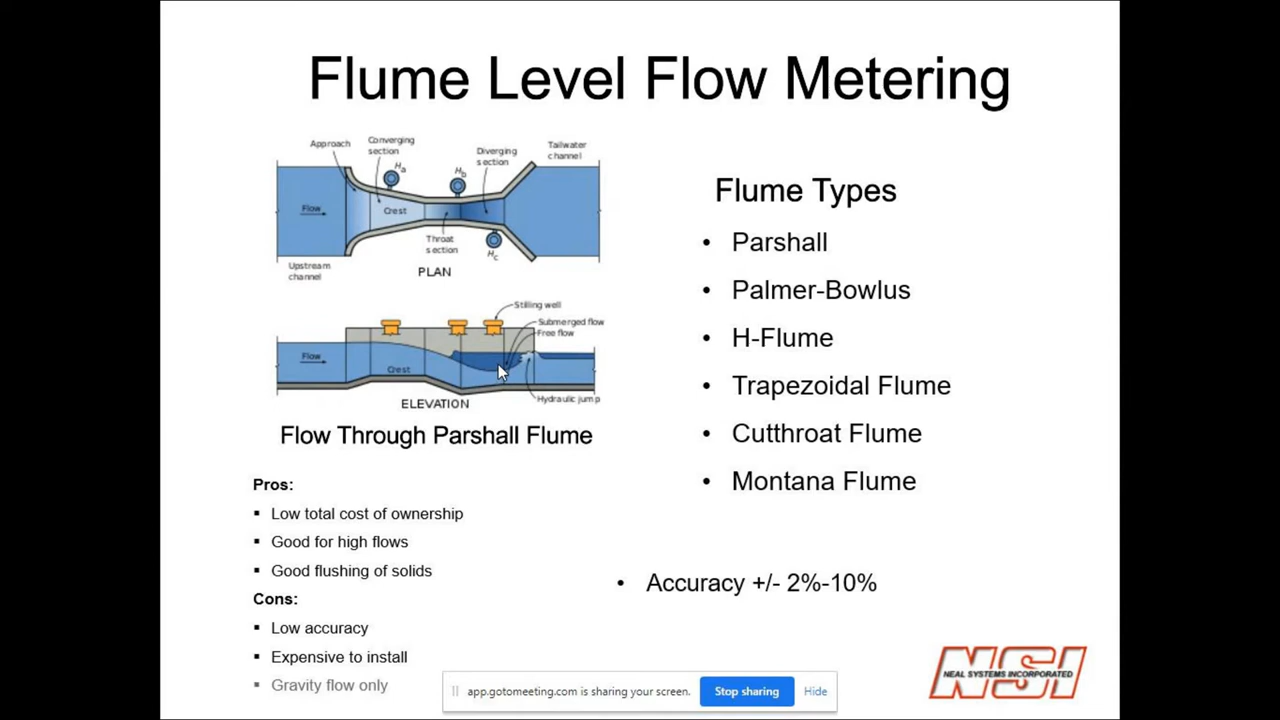 Flume Level Flow Metering
Approach
Converging
section
Diverging
section
Tailwater
channel
Ha
Hb
Flow
Crest
Throat
section
Hc
Upstream
channel
PLAN
Stilling well
Submerged flow
Free flow
Flow
Crest
Hydraulic jump
ELEVATION
Flow Through Parshall Flume
Pros:
▪ Low total cost of ownership
▪ Good for high flows
▪ Good flushing of solids
Cons:
▪ Low accuracy
▪ Expensive to install
▪ Gravity flow only
Flume Types
• Parshall
• Palmer-Bowlus
• H-Flume
• Trapezoidal Flume
• Cutthroat Flume
• Montana Flume
• Accuracy +/- 2%-10%
NSI
NEAL SYSTEMS INCORPORATED
app.gotomeeting.com is sharing your screen.
Stop sharing
Hide